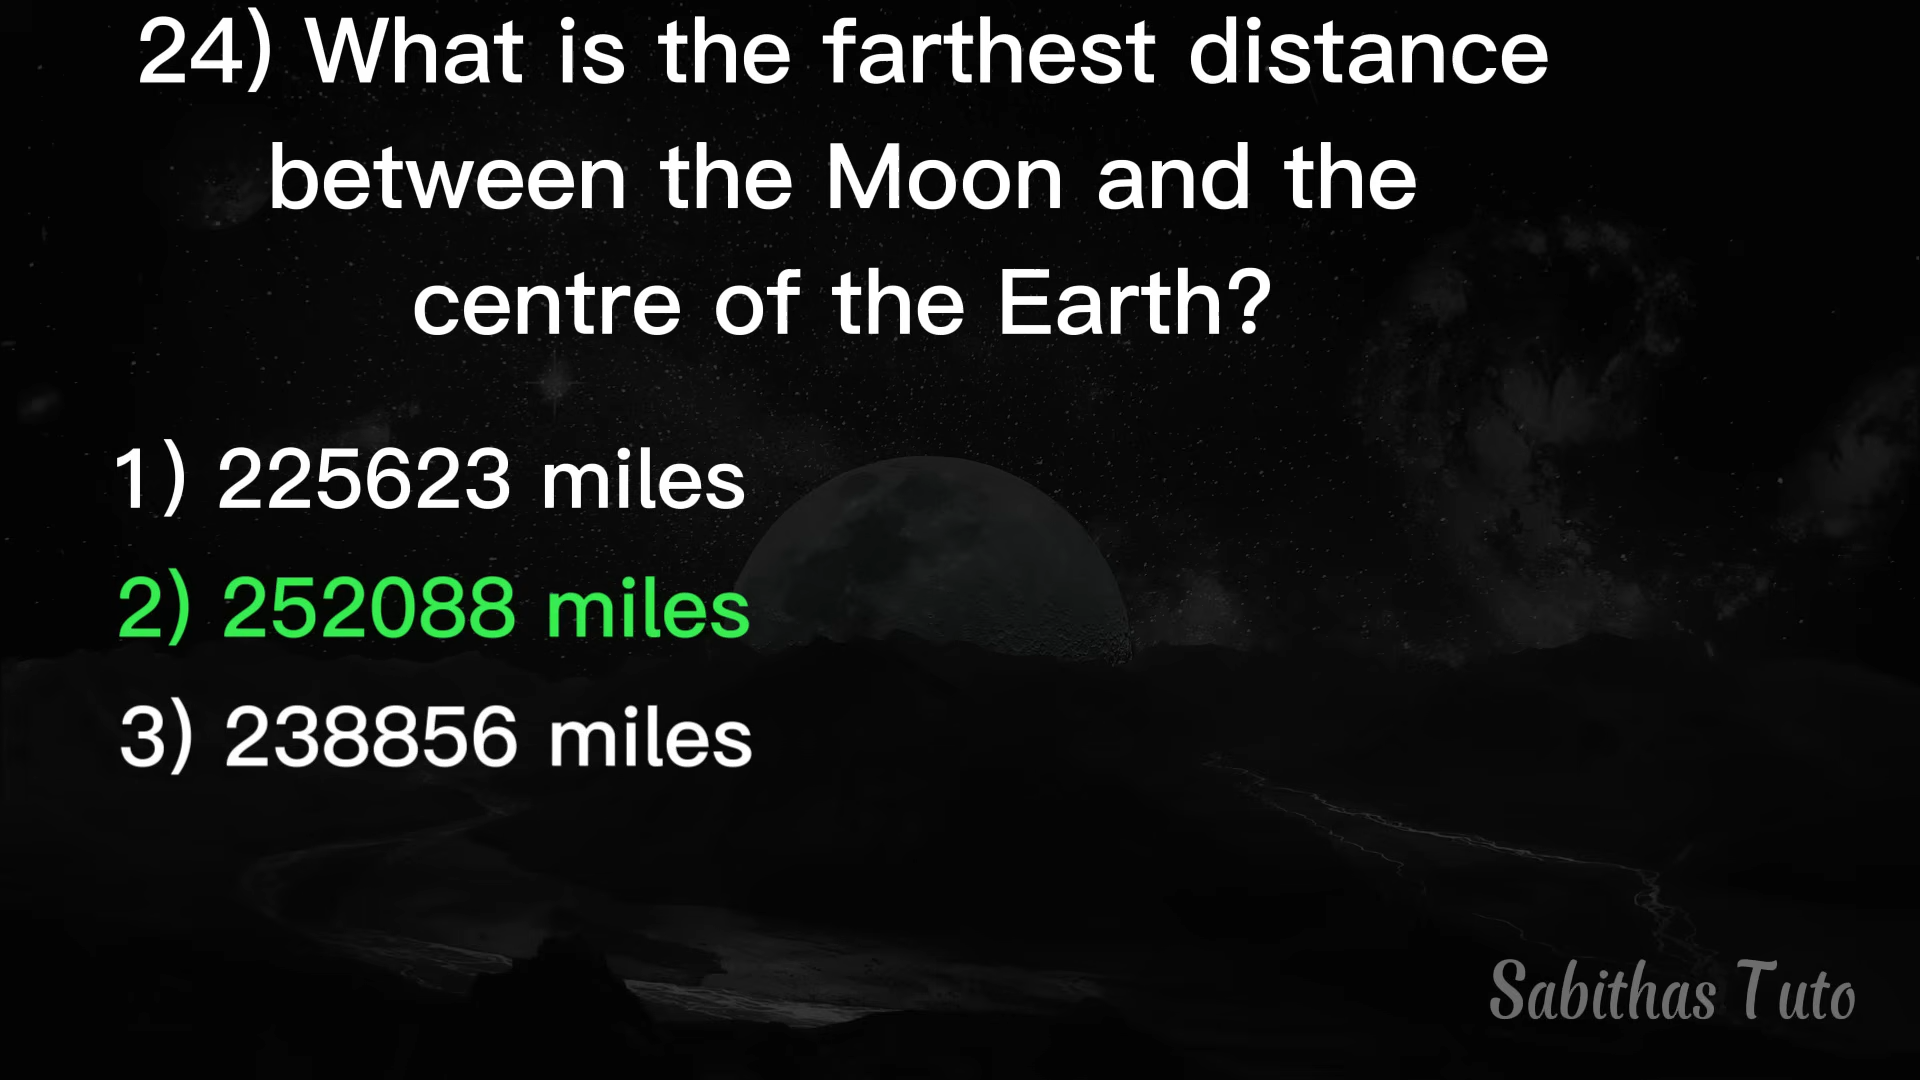 24) What is the farthest distance
between the Moon and the
centre of the Earth?
1) 225623 miles
2) 252088 miles
3) 238856 miles
Sabithas Tuto